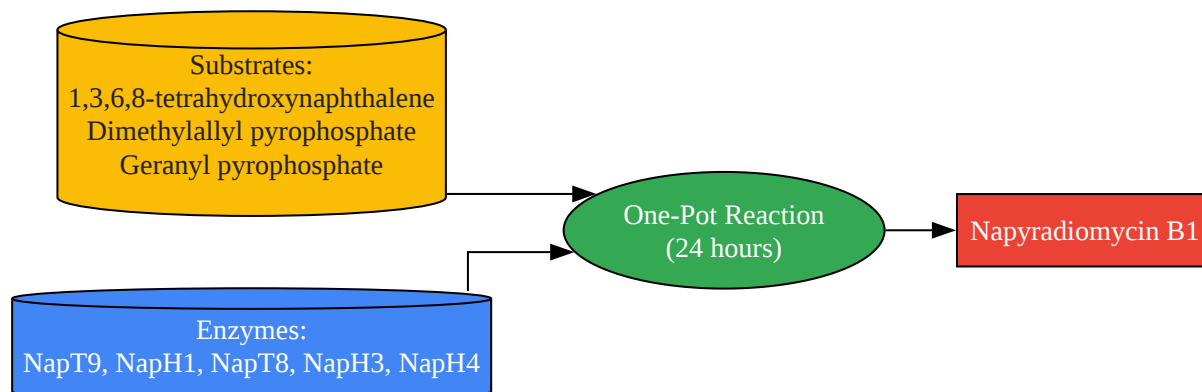 Substrates:
1,3,6,8-tetrahydroxynaphthalene
Dimethylallyl pyrophosphate
Geranyl pyrophosphate
One-Pot Reaction
(24 hours)
Napyradiomycin B1
Enzymes:
NapT9, NapH1, NapT8, NapH3, NapH4